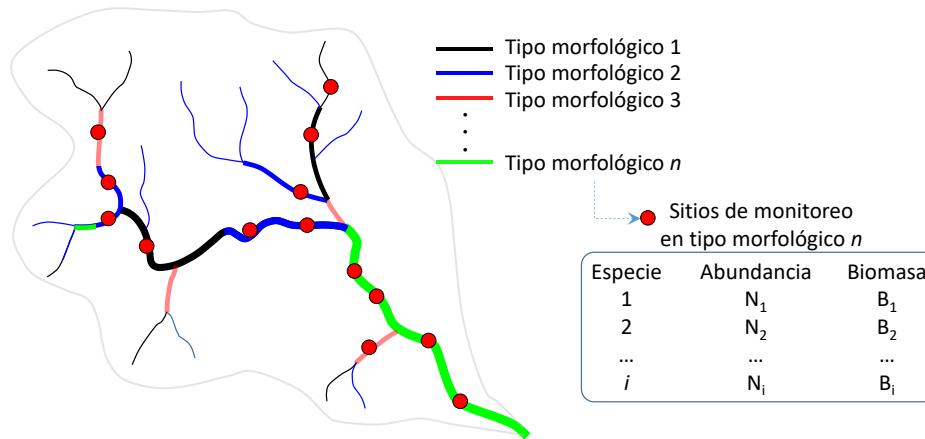 Tipo morfológico 1
Tipo morfológico 2
Tipo morfológico 3
Tipo morfológico n
Sitios de monitoreo
en tipo morfológico n
Especie Abundancia Biomasa
1 N₁ B₁
2 N₂ B₂
... ... ...
i Nᵢ Bᵢ